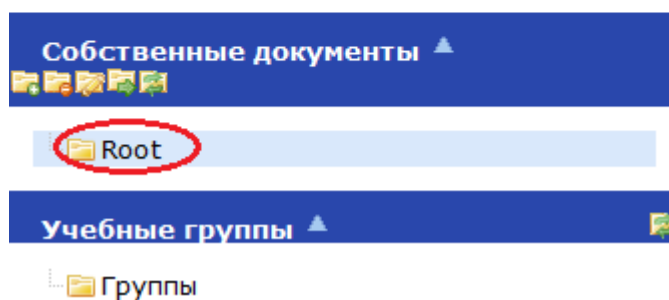 Собственные документы
Root
Учебные группы
Группы